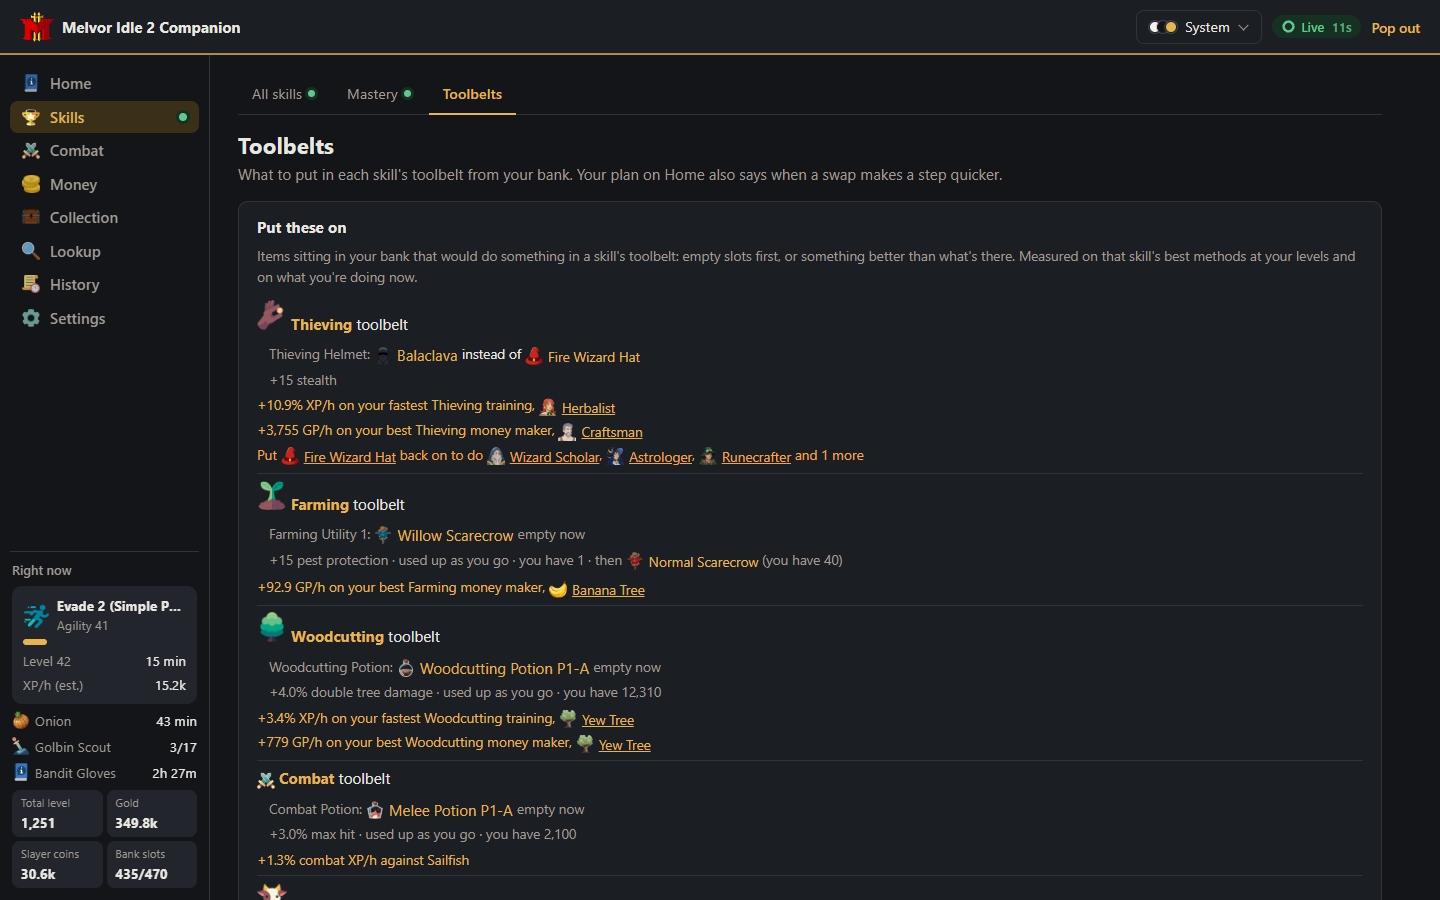 Melvor Idle 2 Companion
System
Live 11s
Pop out
Home
Skills
Combat
Money
Collection
Lookup
History
Settings
Right now
Evade 2 (Simple P...
Agility 41
Level 42 15 min
XP/h (est.) 15.2k
Onion 43 min
Golbin Scout 3/17
Bandit Gloves 2h 27m
Total level Gold
1,251 349.8k
Slayer coins Bank slots
30.6k 435/470
All skills Mastery Toolbelts
Toolbelts
What to put in each skill's toolbelt from your bank. Your plan on Home also says when a swap makes a step quicker.
Put these on
Items sitting in your bank that would do something in a skill's toolbelt: empty slots first, or something better than what's there. Measured on that skill's best methods at your levels and
on what you're doing now.
Thieving toolbelt
Thieving Helmet: Balaclava instead of Fire Wizard Hat
+15 stealth
+10.9% XP/h on your fastest Thieving training, Herbalist
+3,755 GP/h on your best Thieving money maker, Craftsman
Put Fire Wizard Hat back on to do Wizard Scholar, Astrologer, Runecrafter and 1 more
Farming toolbelt
Farming Utility 1: Willow Scarecrow empty now
+15 pest protection · used up as you go · you have 1 · then Normal Scarecrow (you have 40)
+92.9 GP/h on your best Farming money maker, Banana Tree
Woodcutting toolbelt
Woodcutting Potion: Woodcutting Potion P1-A empty now
+4.0% double tree damage · used up as you go · you have 12,310
+3.4% XP/h on your fastest Woodcutting training, Yew Tree
+779 GP/h on your best Woodcutting money maker, Yew Tree
Combat toolbelt
Combat Potion: Melee Potion P1-A empty now
+3.0% max hit · used up as you go · you have 2,100
+1.3% combat XP/h against Sailfish